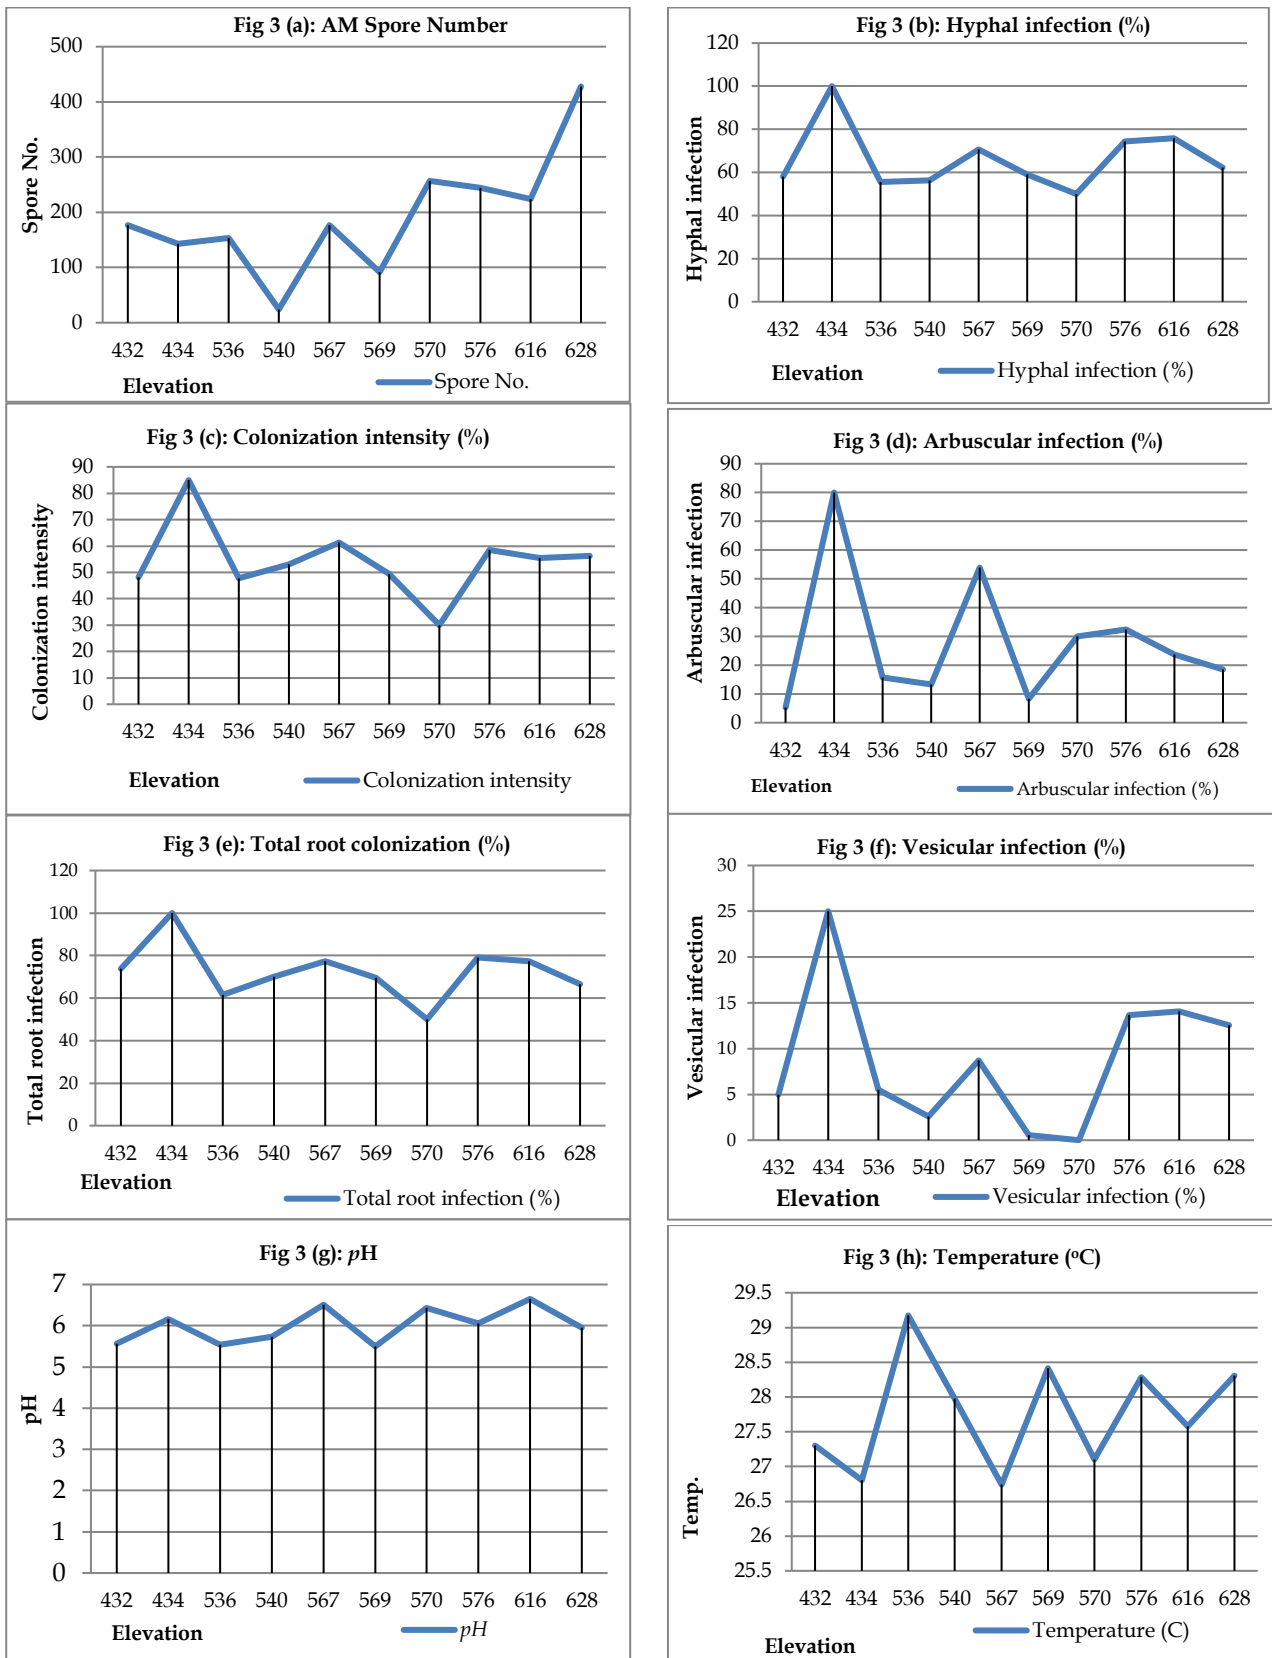 Fig 3 (a): AM Spore Number
500
400
300
200
100
0
Spore No.
432 434 536 540 567 569 570 576 616 628
Elevation
Spore No.
Fig 3 (b): Hyphal infection (%)
120
100
80
60
40
20
0
Hyphal infection
432 434 536 540 567 569 570 576 616 628
Elevation
Hyphal infection (%)
Fig 3 (c): Colonization intensity (%)
90
80
70
60
50
40
30
20
10
0
Colonization intensity
432 434 536 540 567 569 570 576 616 628
Elevation
Colonization intensity
Fig 3 (d): Arbuscular infection (%)
90
80
70
60
50
40
30
20
10
0
Arbuscular infection
432 434 536 540 567 569 570 576 616 628
Elevation
Arbuscular infection (%)
Fig 3 (e): Total root colonization (%)
120
100
80
60
40
20
0
Total root infection
432 434 536 540 567 569 570 576 616 628
Elevation
Total root infection (%)
Fig 3 (f): Vesicular infection (%)
30
25
20
15
10
5
0
Vesicular infection
432 434 536 540 567 569 570 576 616 628
Elevation
Vesicular infection (%)
Fig 3 (g): pH
7
6
5
4
3
2
1
0
pH
432 434 536 540 567 569 570 576 616 628
Elevation
pH
Fig 3 (h): Temperature (ºC)
29.5
29
28.5
28
27.5
27
26.5
26
25.5
Temp.
432 434 536 540 567 569 570 576 616 628
Elevation
Temperature (C)